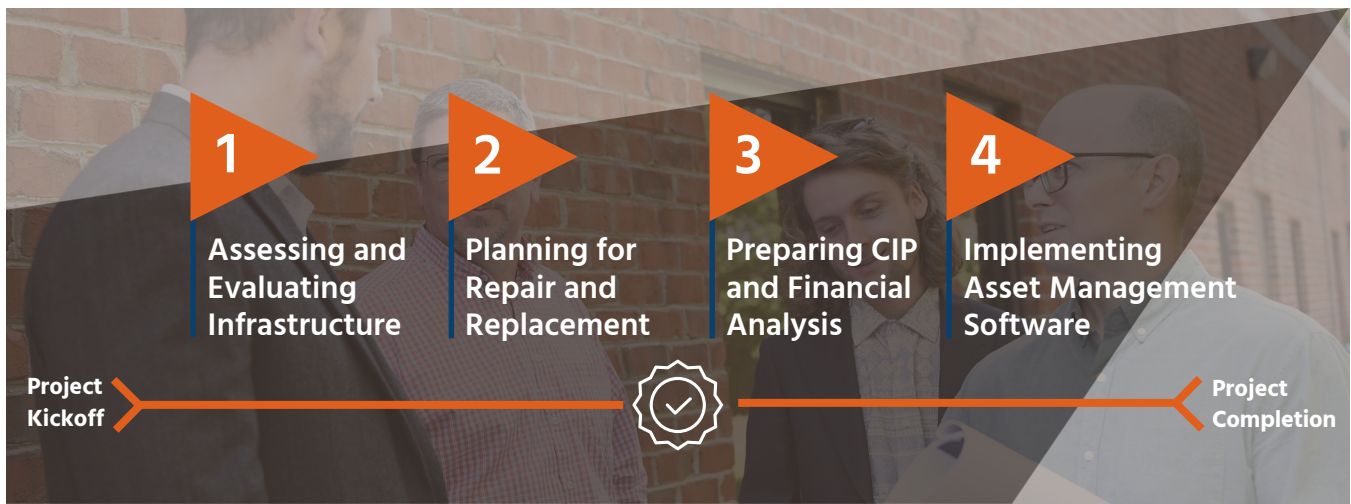 1
Assessing and
Evaluating
Infrastructure
2
Planning for
Repair and
Replacement
3
Preparing CIP
and Financial
Analysis
4
Implementing
Asset Management
Software
Project
Kickoff
Project
Completion